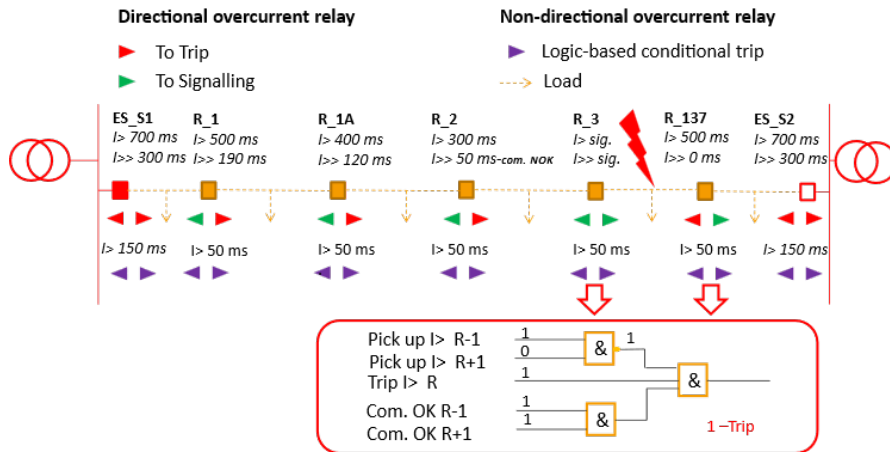 Directional overcurrent relay
Non-directional overcurrent relay
To Trip
Logic-based conditional trip
To Signalling
Load
ES_S1 R_1 R_1A R_2 R_3 R_137 ES_S2
I> 700 ms I> 500 ms I> 400 ms I> 300 ms I> sig. I> 500 ms I> 700 ms
I>> 300 ms I>> 190 ms I>> 120 ms I>> 50 ms-com. NOK I>> sig. I>> 0 ms I>> 300 ms
I> 150 ms I> 50 ms I> 50 ms I> 50 ms I> 50 ms I> 50 ms I> 150 ms
Pick up I> R-1 1 & 1
Pick up I> R+1 0
Trip I> R 1 &
Com. OK R-1 1 &
Com. OK R+1 1
1 –Trip